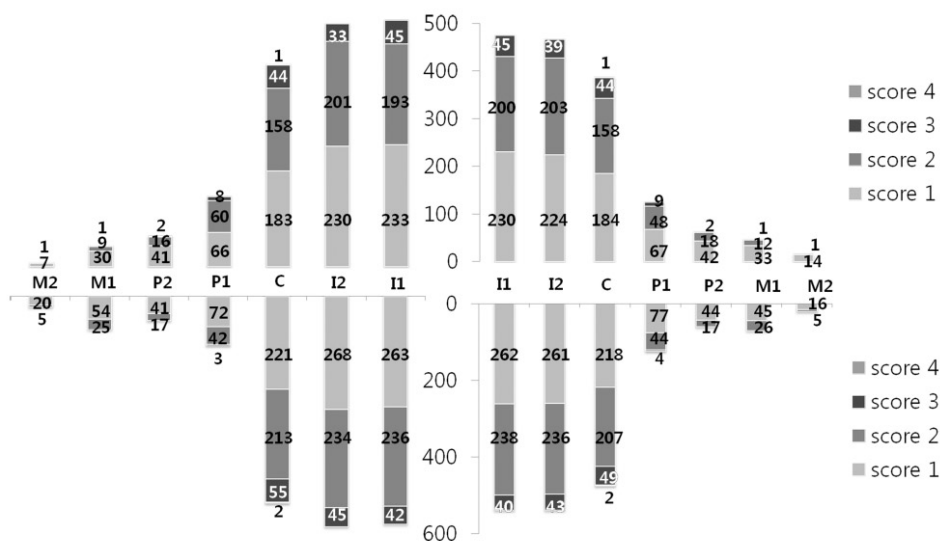 500
400
300
200
100
0
1 33 45
44 201 193
158
183 230 233
8
60
66
1 2
1 9 16
7 30 41
45 39 1
200 203 44
158
230 224 184
9
48
67
2 1
18 12 1
42 33 14
score 4
score 3
score 2
score 1
M2 M1 P2 P1 C I2 I1 I1 I2 C P1 P2 M1 M2
20 54 41 72
5 25 17 42
3
221 268 263
213 234 236
55 45 42
2
0
200
400
600
262 261 218
238 236 207
40 43 49
2
77 44 45 16
44 17 26 5
4
score 4
score 3
score 2
score 1